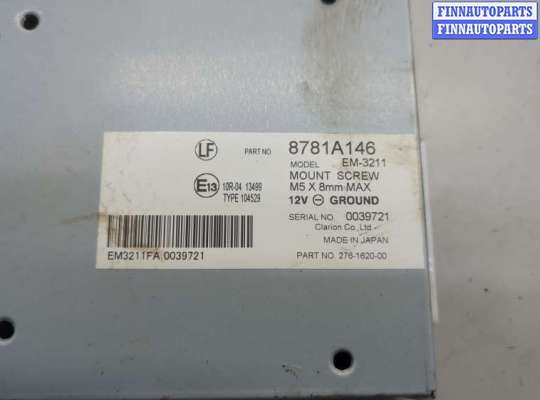 FINNAUTOPARTS
FINNAUTOPARTS
LF
PART NO 8781A146
MODEL EM-3211
MOUNT SCREW
M5 X 8mm MAX
12V ⊖ GROUND
E13 10R-04 13499
TYPE 104529
SERIAL NO. 0039721
Clarion Co.,Ltd
MADE IN JAPAN
EM3211FA,0039721
PART NO. 276-1620-00